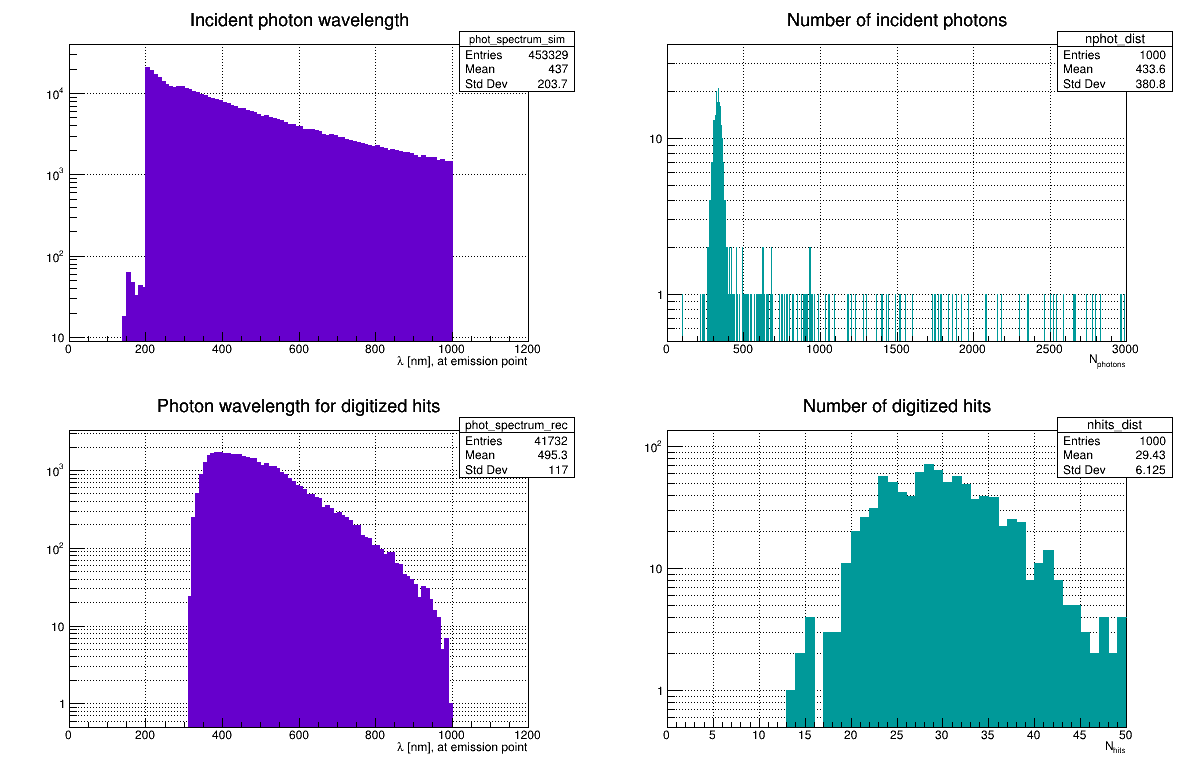 Incident photon wavelength
phot_spectrum_sim
Entries 453329
Mean 437
Std Dev 203.7
10^4
10^3
10^2
10
0 200 400 600 800 1000 1200
λ [nm], at emission point
Number of incident photons
nphot_dist
Entries 1000
Mean 433.6
Std Dev 380.8
10
1
0 500 1000 1500 2000 2500 3000
N_photons
Photon wavelength for digitized hits
phot_spectrum_rec
Entries 41732
Mean 495.3
Std Dev 117
10^3
10^2
10
1
0 200 400 600 800 1000 1200
λ [nm], at emission point
Number of digitized hits
nhits_dist
Entries 1000
Mean 29.43
Std Dev 6.125
10^2
10
1
0 5 10 15 20 25 30 35 40 45 50
N_hits